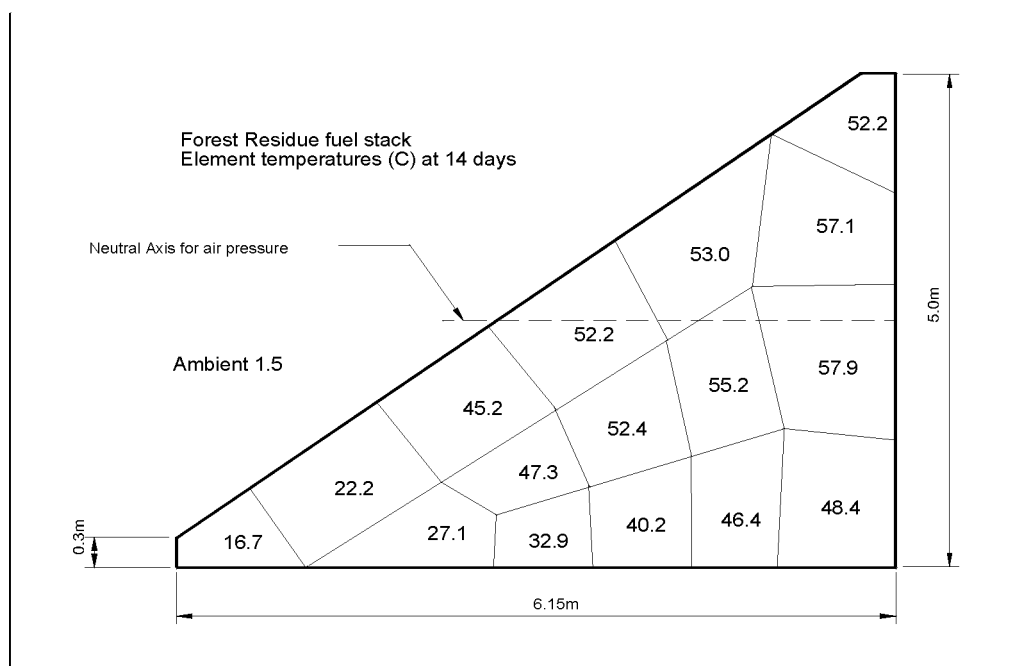 52.2
Forest Residue fuel stack
Element temperatures (C) at 14 days
57.1
Neutral Axis for air pressure
53.0
5.0m
52.2
Ambient 1.5
57.9
55.2
45.2
52.4
47.3
22.2
48.4
46.4
40.2
27.1
32.9
16.7
0.3m
6.15m